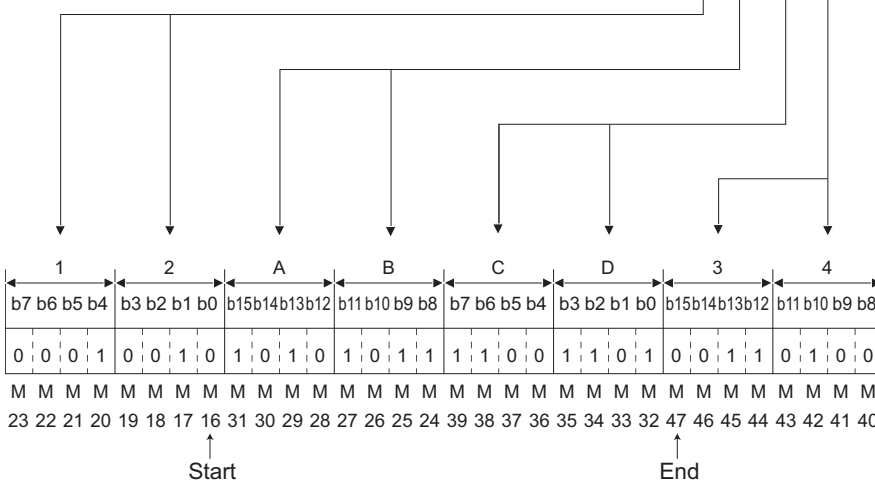 1 2 A B C D 3 4
b7 b6 b5 b4 b3 b2 b1 b0 b15 b14 b13 b12 b11 b10 b9 b8 b7 b6 b5 b4 b3 b2 b1 b0 b15 b14 b13 b12 b11 b10 b9 b8
0 0 0 1 0 0 1 0 1 0 1 0 1 0 1 1 1 1 0 0 1 1 0 1 0 0 1 1 0 1 0 0
M M M M M M M M M M M M M M M M M M M M M M M M M M M M M M M M
23 22 21 20 19 18 17 16 31 30 29 28 27 26 25 24 39 38 37 36 35 34 33 32 47 46 45 44 43 42 41 40
Start End